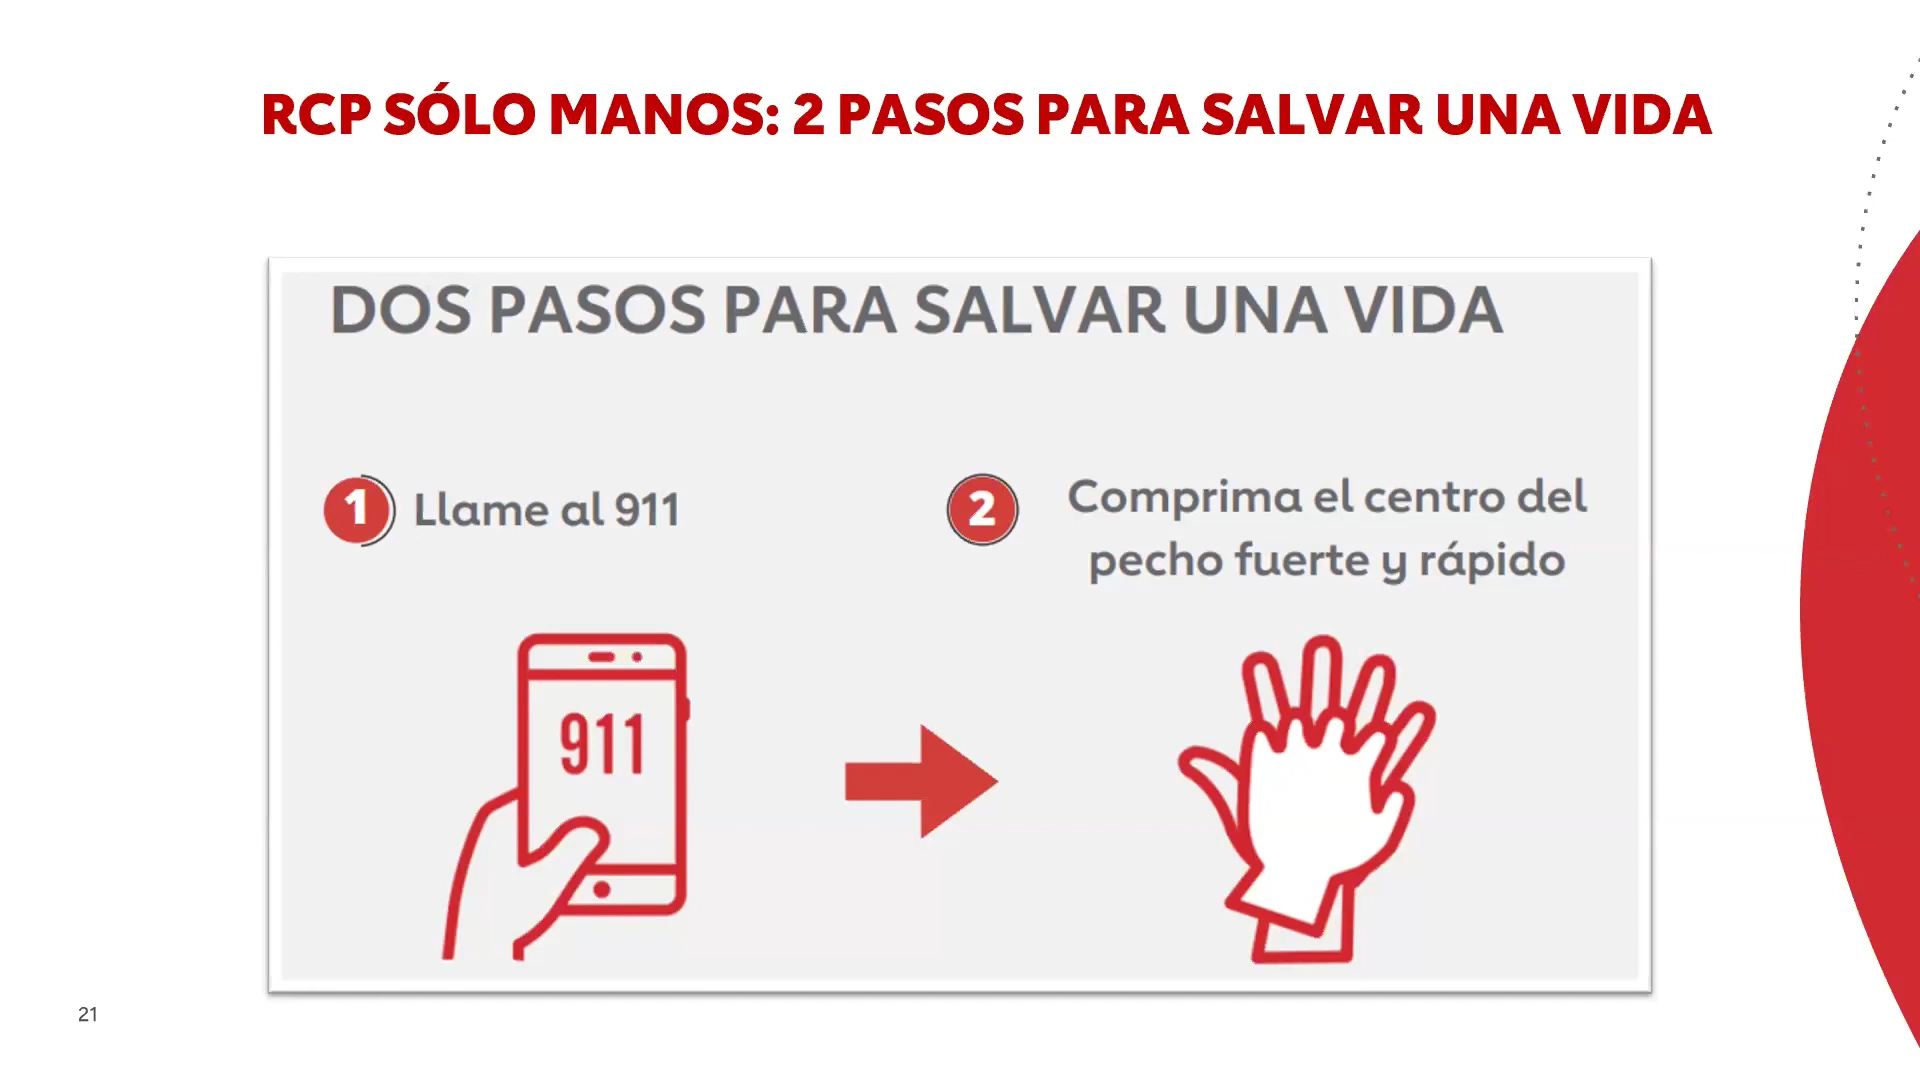 RCP SÓLO MANOS: 2 PASOS PARA SALVAR UNA VIDA
DOS PASOS PARA SALVAR UNA VIDA
1 Llame al 911
2 Comprima el centro del
pecho fuerte y rápido
911
21